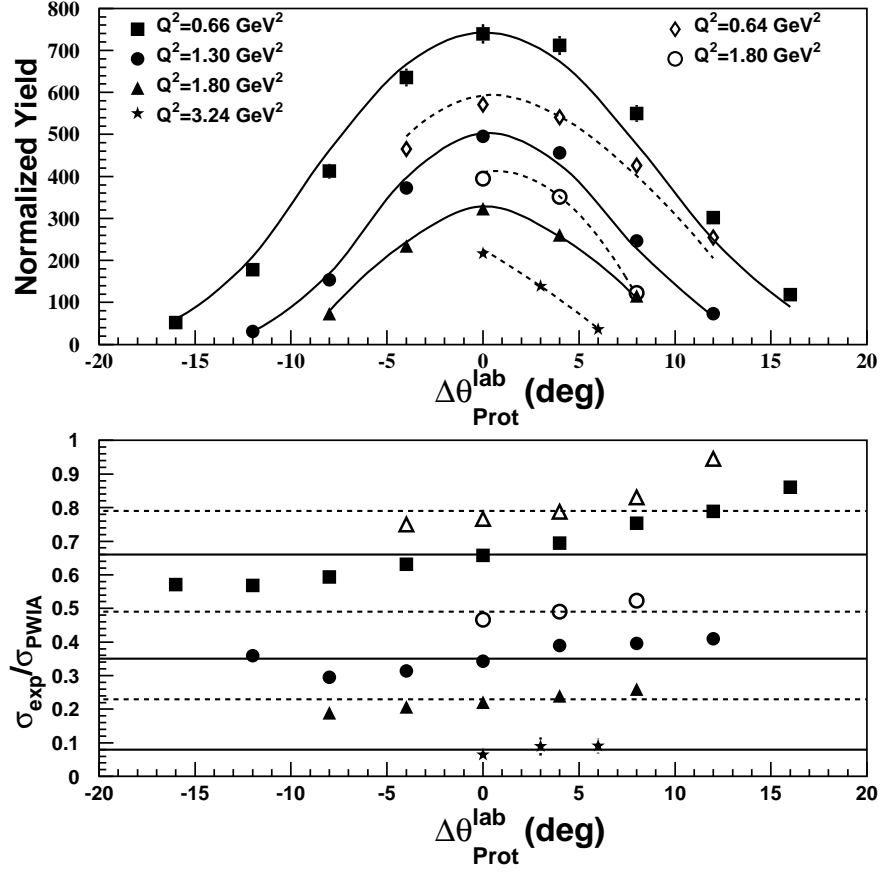 Normalized Yield
800
700
600
500
400
300
200
100
0
Q²=0.66 GeV²
Q²=1.30 GeV²
Q²=1.80 GeV²
Q²=3.24 GeV²
Q²=0.64 GeV²
Q²=1.80 GeV²
-20 -15 -10 -5 0 5 10 15 20
Δθ^lab_Prot (deg)
σexp/σPWIA
1
0.9
0.8
0.7
0.6
0.5
0.4
0.3
0.2
0.1
0
-20 -15 -10 -5 0 5 10 15 20
Δθ^lab_Prot (deg)